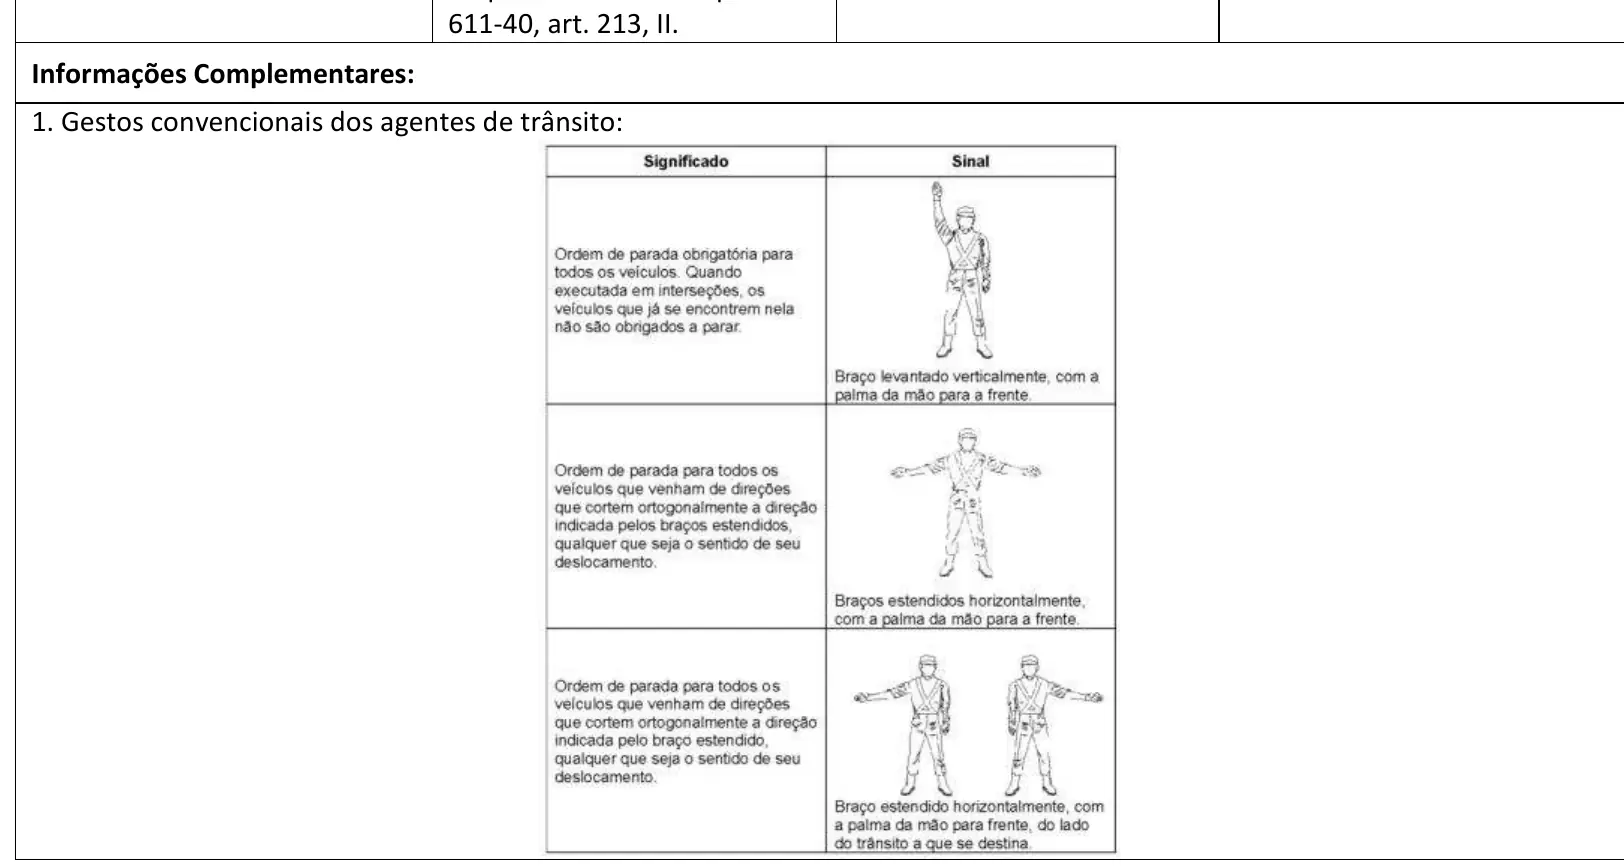 611-40, art. 213, II.
Informações Complementares:
1. Gestos convencionais dos agentes de trânsito:
Significado
Sinal
Ordem de parada obrigatória para
todos os veículos. Quando
executada em interseções, os
veículos que já se encontrem nela
não são obrigados a parar.
Braço levantado verticalmente, com a
palma da mão para a frente.
Ordem de parada para todos os
veículos que venham de direções
que cortem ortogonalmente a direção
indicada pelos braços estendidos,
qualquer que seja o sentido de seu
deslocamento.
Braços estendidos horizontalmente,
com a palma da mão para a frente.
Ordem de parada para todos os
veículos que venham de direções
que cortem ortogonalmente a direção
indicada pelo braço estendido,
qualquer que seja o sentido de seu
deslocamento.
Braço estendido horizontalmente, com
a palma da mão para frente, do lado
do trânsito a que se destina.